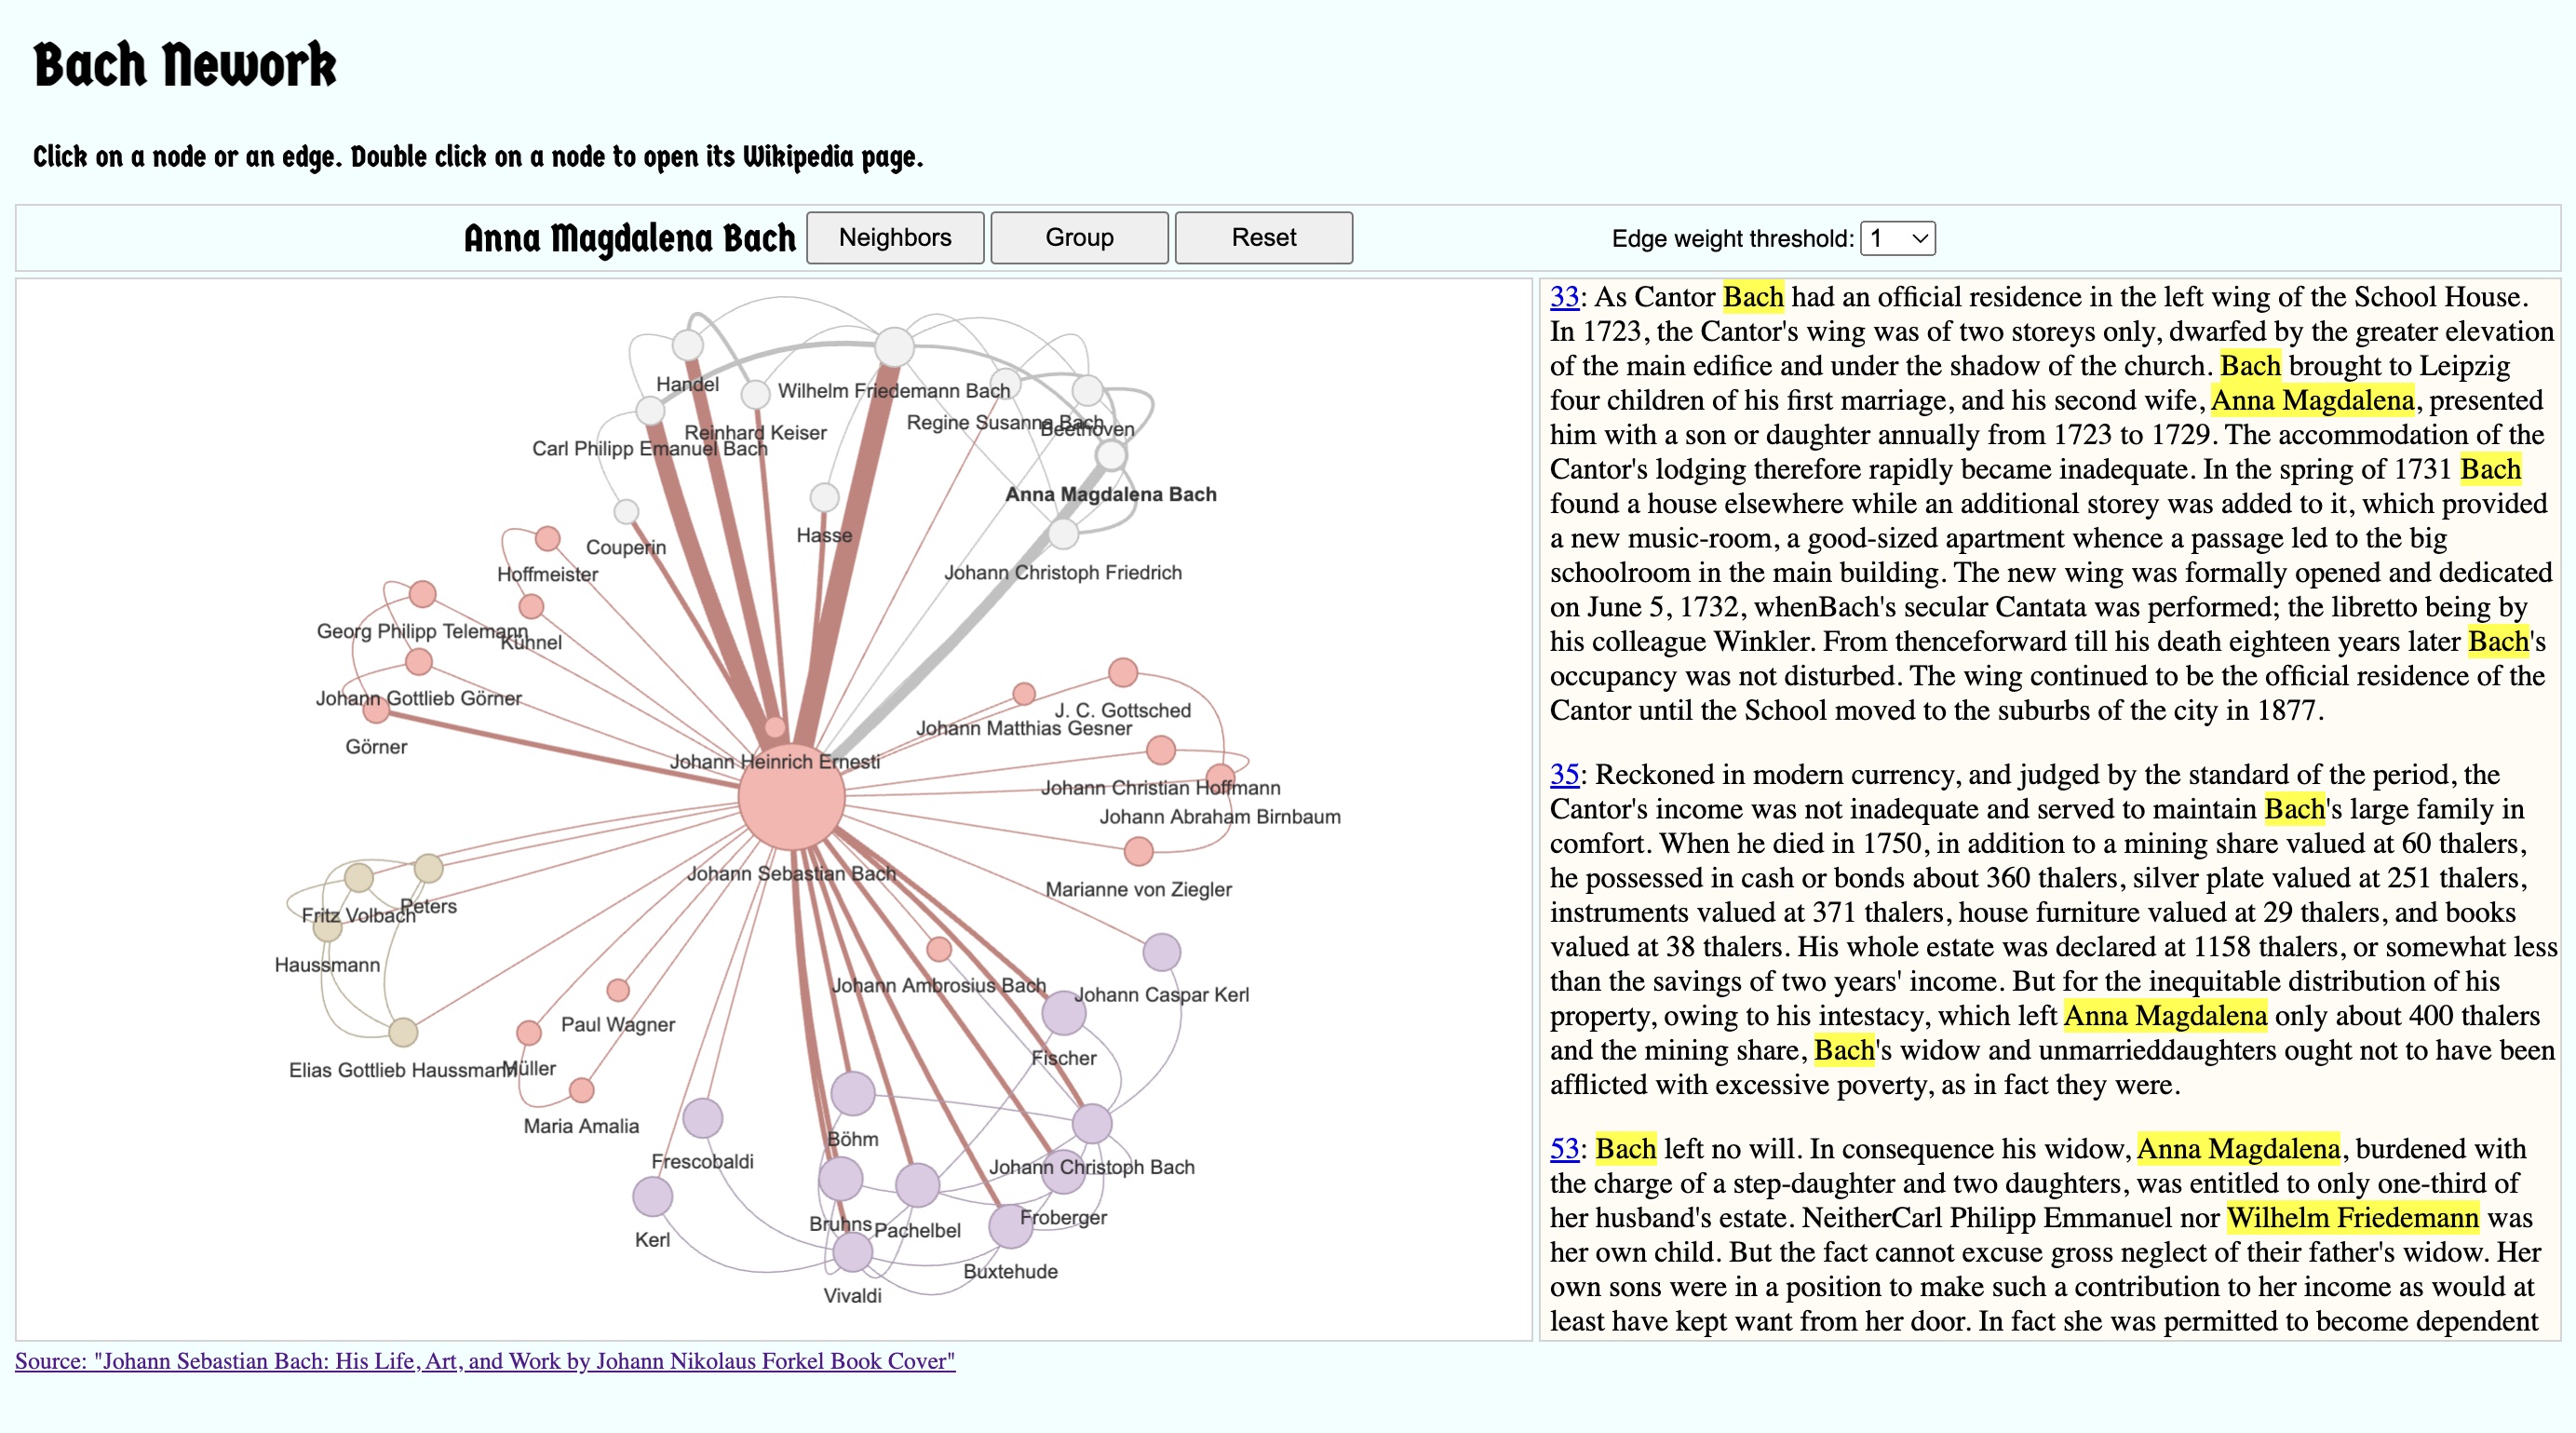 Bach Nework
Click on a node or an edge. Double click on a node to open its Wikipedia page.
Anna Magdalena Bach
Neighbors
Group
Reset
Edge weight threshold: 1
Handel
Wilhelm Friedemann Bach
Regine Susanna Bach
Beethoven
Reinhard Keiser
Carl Philipp Emanuel Bach
Anna Magdalena Bach
Hasse
Couperin
Johann Christoph Friedrich
Hoffmeister
Georg Philipp Telemann
Kühnel
Johann Gottlieb Görner
Görner
J. C. Gottsched
Johann Matthias Gesner
Johann Heinrich Ernesti
Johann Christian Hoffmann
Johann Abraham Birnbaum
Johann Sebastian Bach
Marianne von Ziegler
Peters
Fritz Volbach
Haussmann
Johann Ambrosius Bach
Johann Caspar Kerl
Paul Wagner
Fischer
Elias Gottlieb Haussmann
Müller
Maria Amalia
Böhm
Frescobaldi
Johann Christoph Bach
Froberger
Bruhns
Pachelbel
Kerl
Buxtehude
Vivaldi
33: As Cantor Bach had an official residence in the left wing of the School House.
In 1723, the Cantor's wing was of two storeys only, dwarfed by the greater elevation
of the main edifice and under the shadow of the church. Bach brought to Leipzig
four children of his first marriage, and his second wife, Anna Magdalena, presented
him with a son or daughter annually from 1723 to 1729. The accommodation of the
Cantor's lodging therefore rapidly became inadequate. In the spring of 1731 Bach
found a house elsewhere while an additional storey was added to it, which provided
a new music-room, a good-sized apartment whence a passage led to the big
schoolroom in the main building. The new wing was formally opened and dedicated
on June 5, 1732, whenBach's secular Cantata was performed; the libretto being by
his colleague Winkler. From thenceforward till his death eighteen years later Bach's
occupancy was not disturbed. The wing continued to be the official residence of the
Cantor until the School moved to the suburbs of the city in 1877.
35: Reckoned in modern currency, and judged by the standard of the period, the
Cantor's income was not inadequate and served to maintain Bach's large family in
comfort. When he died in 1750, in addition to a mining share valued at 60 thalers,
he possessed in cash or bonds about 360 thalers, silver plate valued at 251 thalers,
instruments valued at 371 thalers, house furniture valued at 29 thalers, and books
valued at 38 thalers. His whole estate was declared at 1158 thalers, or somewhat less
than the savings of two years' income. But for the inequitable distribution of his
property, owing to his intestacy, which left Anna Magdalena only about 400 thalers
and the mining share, Bach's widow and unmarrieddaughters ought not to have been
afflicted with excessive poverty, as in fact they were.
53: Bach left no will. In consequence his widow, Anna Magdalena, burdened with
the charge of a step-daughter and two daughters, was entitled to only one-third of
her husband's estate. NeitherCarl Philipp Emmanuel nor Wilhelm Friedemann was
her own child. But the fact cannot excuse gross neglect of their father's widow. Her
own sons were in a position to make such a contribution to her income as would at
least have kept want from her door. In fact she was permitted to become dependent
Source: "Johann Sebastian Bach: His Life, Art, and Work by Johann Nikolaus Forkel Book Cover"